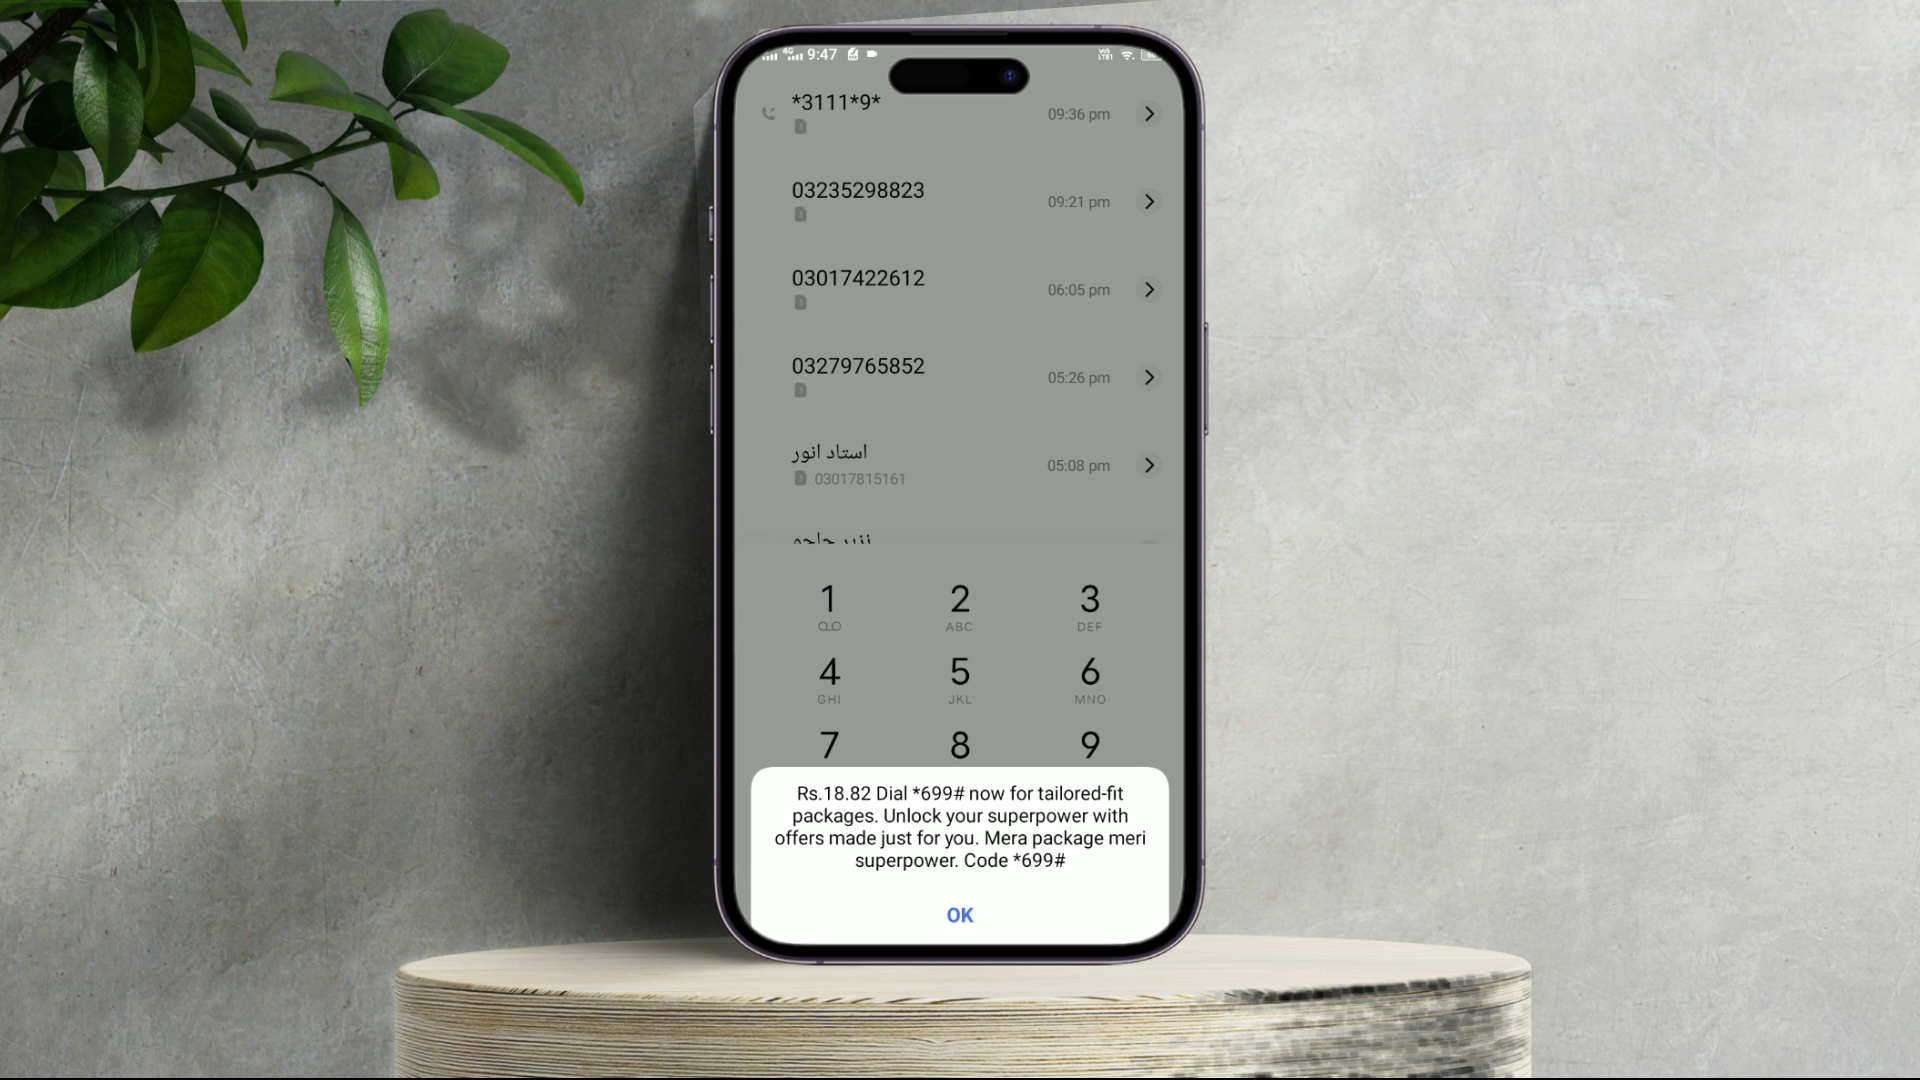 4G 9:47
*3111*9*
09:36 pm
03235298823
09:21 pm
03017422612
06:05 pm
03279765852
05:26 pm
استاد انور
05:08 pm
03017815161
1 2 3
ABC DEF
4 5 6
GHI JKL MNO
7 8 9
Rs.18.82 Dial *699# now for tailored-fit
packages. Unlock your superpower with
offers made just for you. Mera package meri
superpower. Code *699#
OK